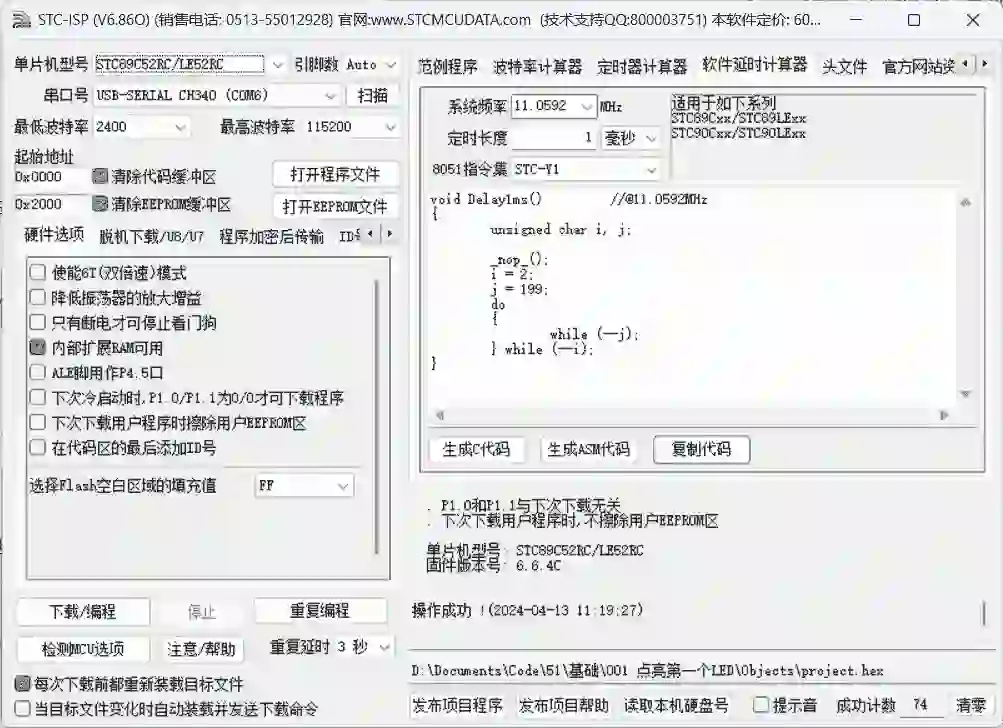 STC-ISP (V6.86O) (销售电话: 0513-55012928) 官网:www.STCMCUDATA.com (技术支持QQ:800003751) 本软件定价: 60...
单片机型号 STC89C52RC/LE52RC 引脚数 Auto
串口号 USB-SERIAL CH340 (COM6) 扫描
最低波特率 2400 最高波特率 115200
起始地址
0x0000 清除代码缓冲区 打开程序文件
0x2000 清除EEPROM缓冲区 打开EEPROM文件
硬件选项 脱机下载/U8/U7 程序加密后传输
使能6T(双倍速)模式
降低振荡器的放大增益
只有断电才可停止看门狗
内部扩展RAM可用
ALE脚用作P4.5口
下次冷启动时,P1.0/P1.1为0/0才可下载程序
下次下载用户程序时擦除用户EEPROM区
在代码区的最后添加ID号
选择Flash空白区域的填充值 FF
下载/编程 停止 重复编程
检测MCU选项 注意/帮助 重复延时 3 秒
每次下载前都重新装载目标文件
当目标文件变化时自动装载并发送下载命令
范例程序 波特率计算器 定时器计算器 软件延时计算器 头文件 官方网站
系统频率 11.0592 MHz
定时长度 1 毫秒
8051指令集 STC-Y1
适用于如下系列
STC89Cxx/STC89LExx
STC90Cxx/STC90LExx
void Delay1ms() //@11.0592MHz
{
unsigned char i, j;
_nop_();
i = 2;
j = 199;
do
{
while (--j);
} while (--i);
}
生成C代码 生成ASM代码 复制代码
. P1.0和P1.1与下次下载无关
. 下次下载用户程序时,不擦除用户EEPROM区
单片机型号: STC89C52RC/LE52RC
固件版本号: 6.6.4C
操作成功 !(2024-04-13 11:19:27)
D:\Documents\Code\51\基础\001 点亮第一个LED\Objects\project.hex
发布项目程序 发布项目帮助 读取本机硬盘号 提示音 成功计数 74 清零